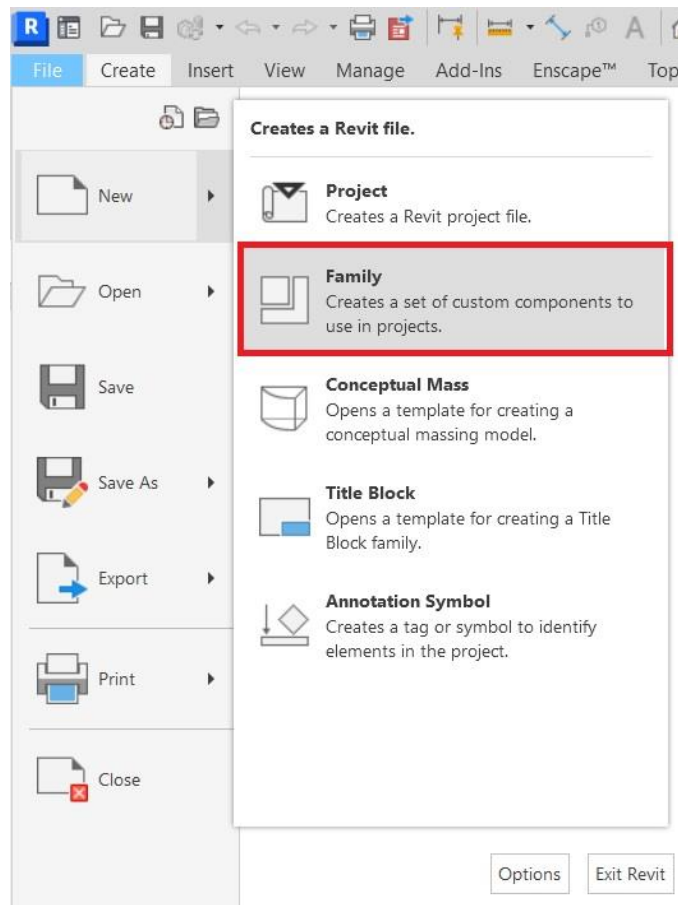 R
A
File Create Insert View Manage Add-Ins Enscape™ Top
Creates a Revit file.
New
Project
Creates a Revit project file.
Open
Family
Creates a set of custom components to
use in projects.
Save
Conceptual Mass
Opens a template for creating a
conceptual massing model.
Save As
Title Block
Opens a template for creating a Title
Block family.
Export
Annotation Symbol
Creates a tag or symbol to identify
elements in the project.
Print
Close
Options Exit Revit